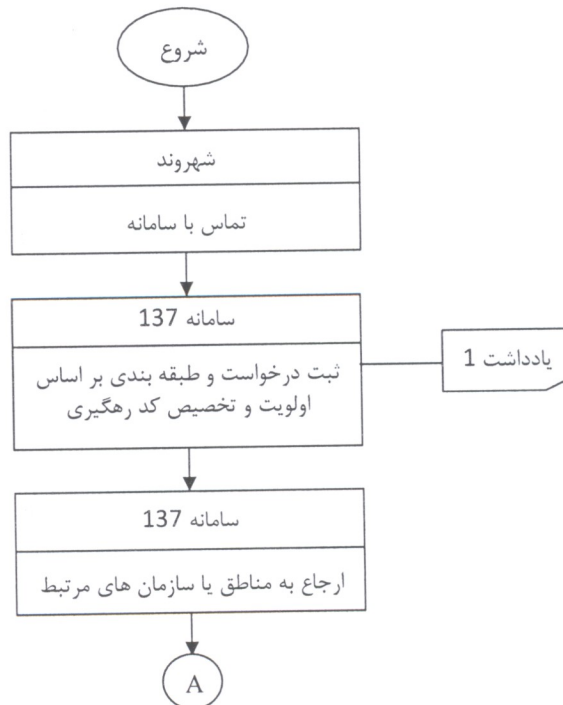 شروع
شهروند
تماس با سامانه
سامانه 137
ثبت درخواست و طبقه بندی بر اساس
اولویت و تخصیص کد رهگیری
یادداشت 1
سامانه 137
ارجاع به مناطق یا سازمان های مرتبط
A